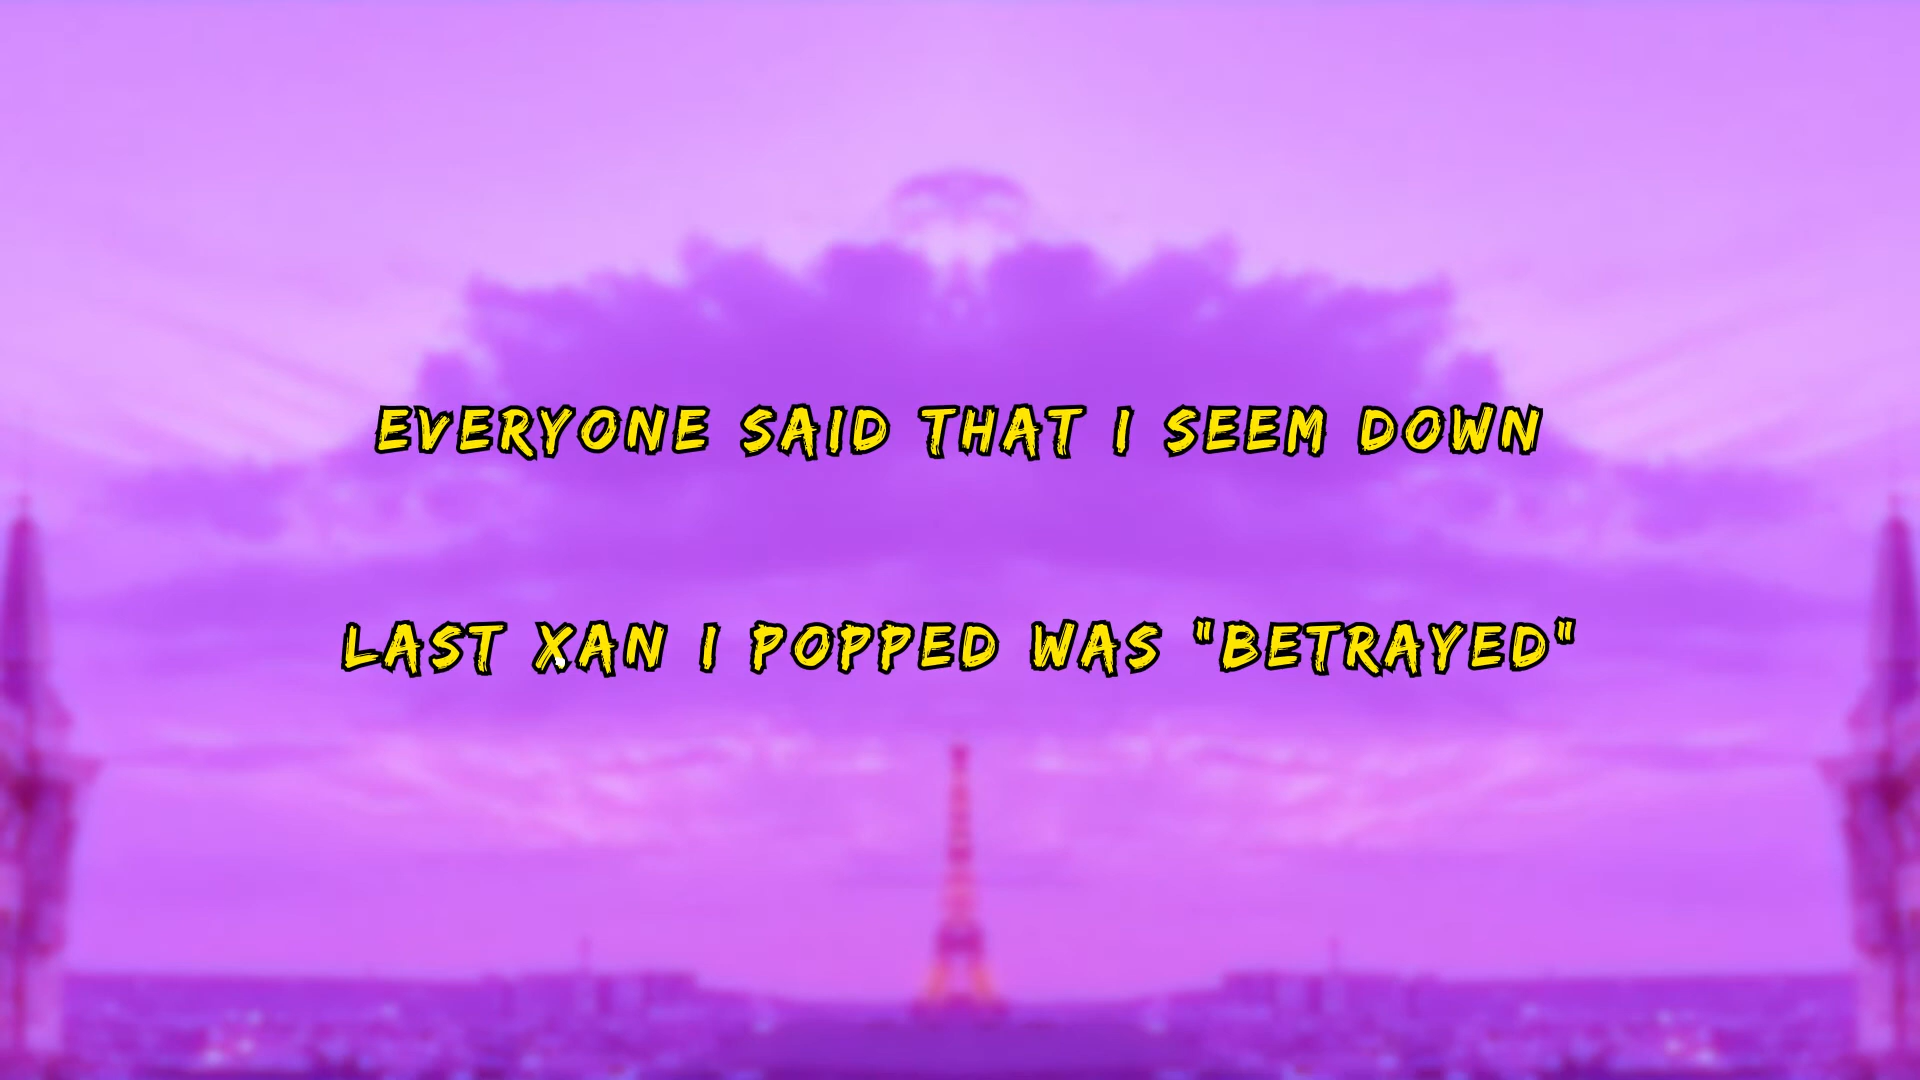 EVERYONE SAID THAT I SEEM DOWN
LAST XAN I POPPED WAS "BETRAYED"